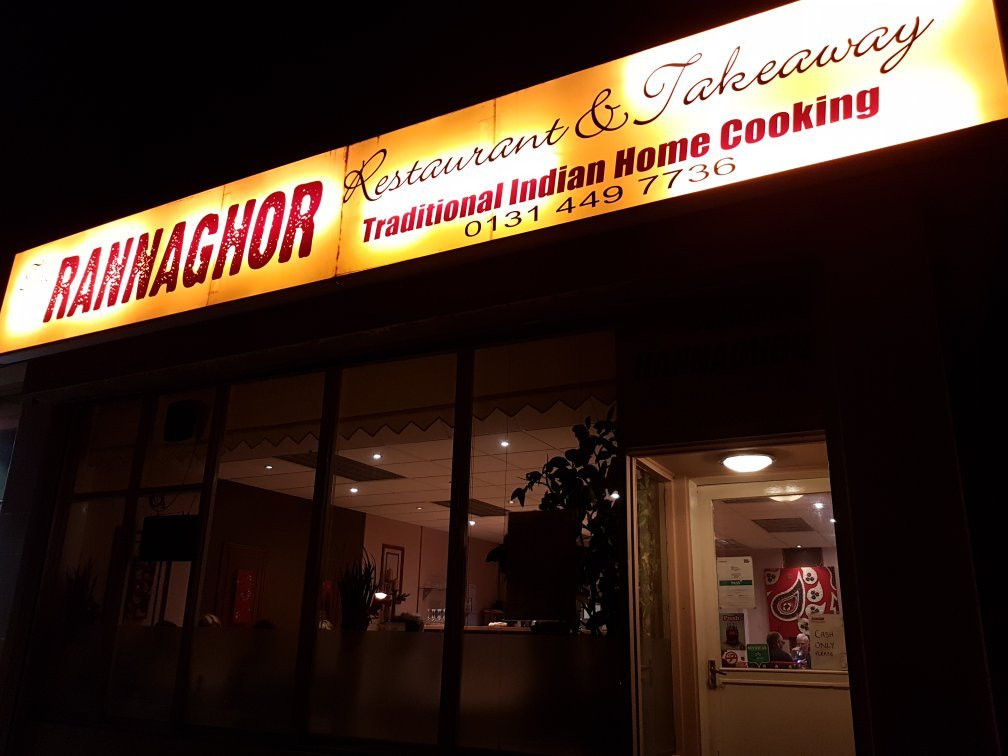 RANNAGHOR
Restaurant & Takeaway
Traditional Indian Home Cooking
0131 449 7736
CASH
ONLY